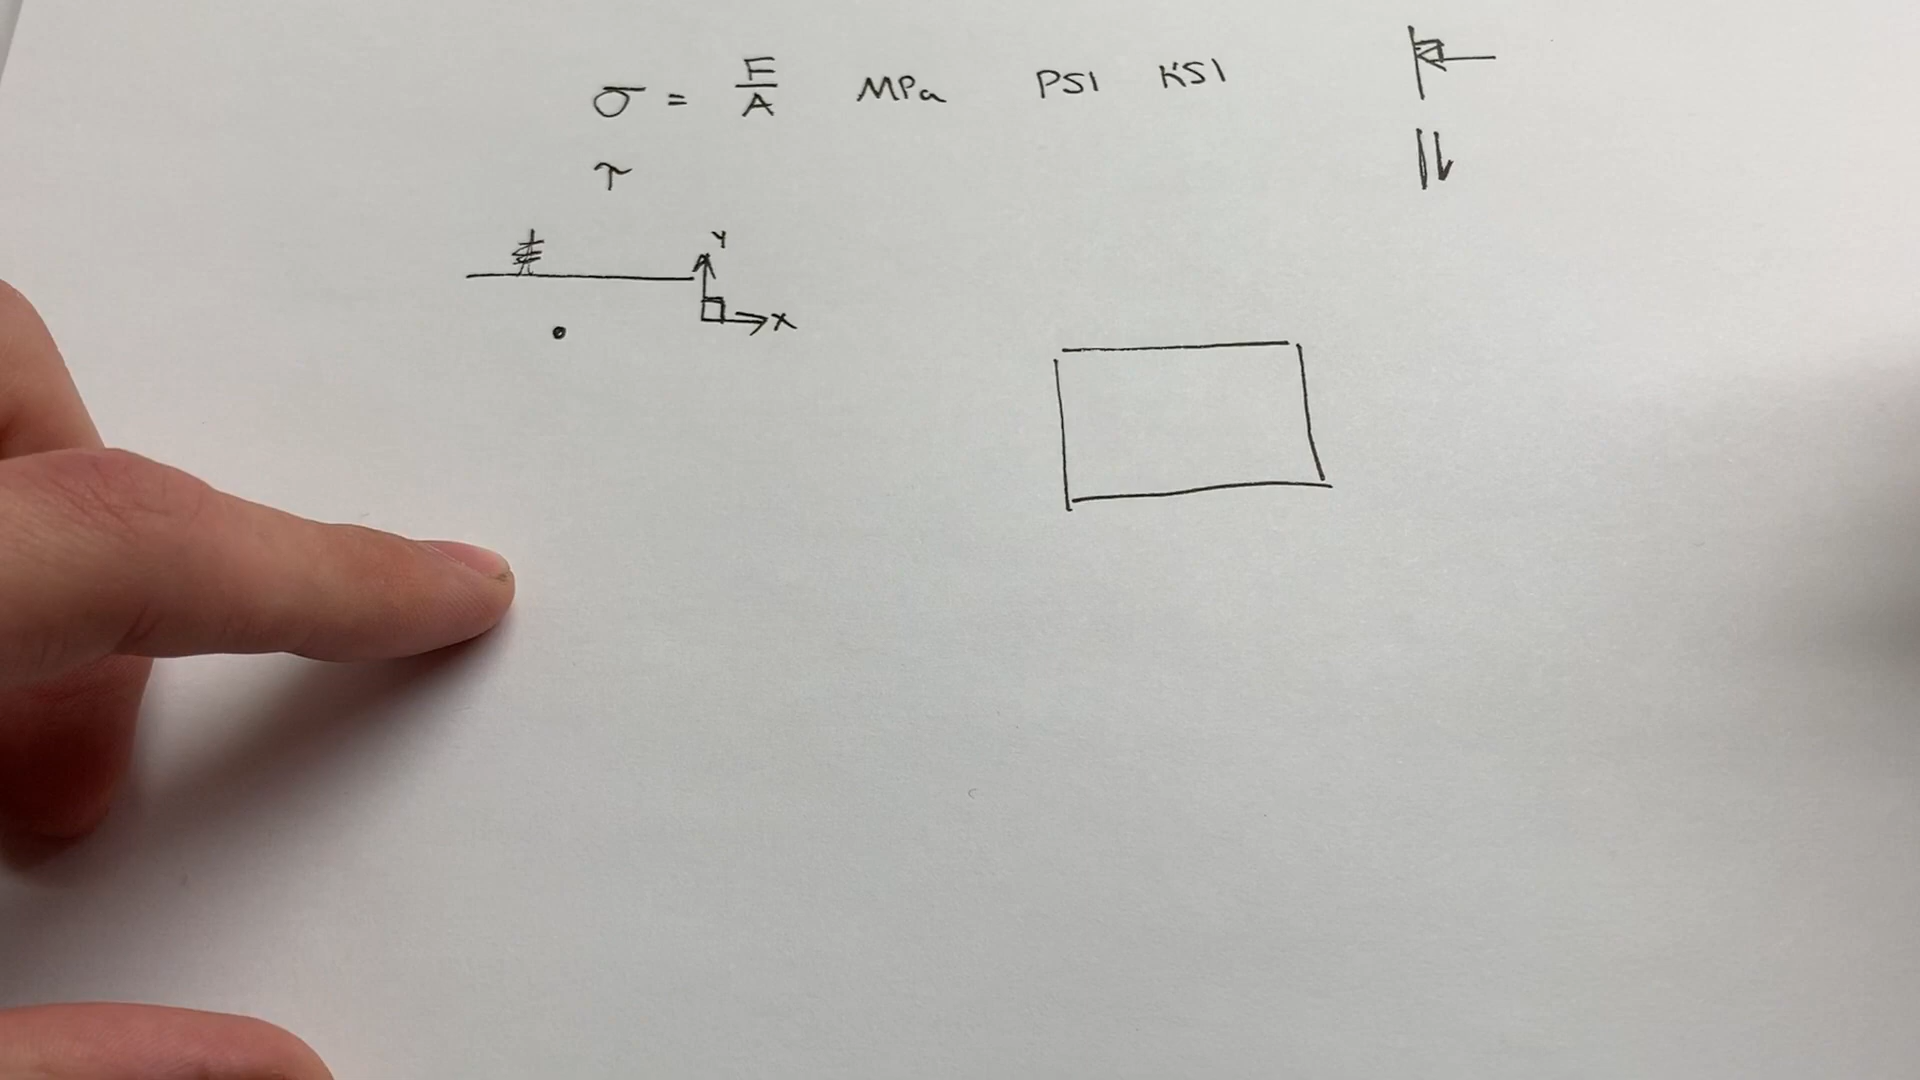 σ = F/A MPa PSI KSI
τ
Y
X